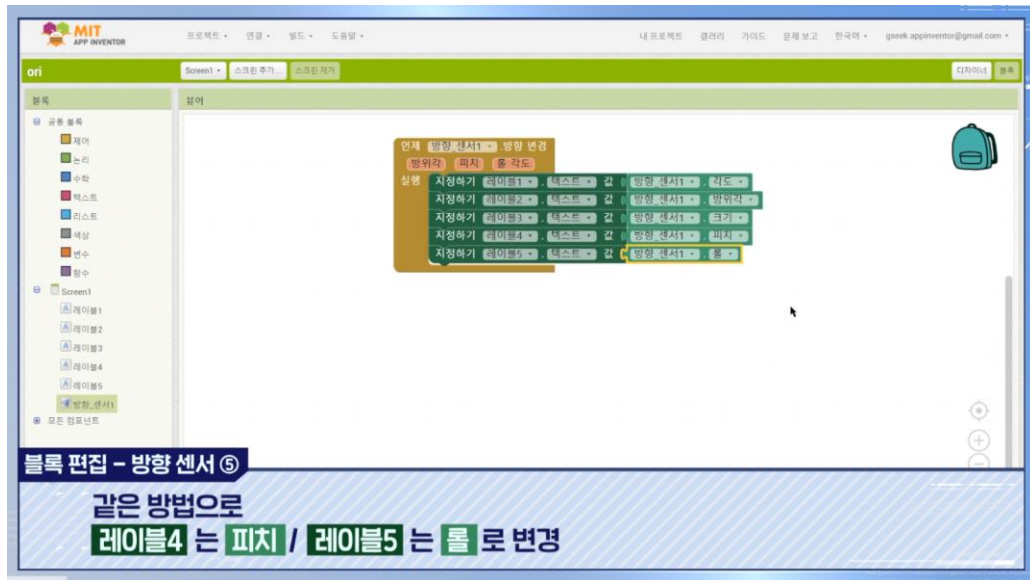 MIT
APP INVENTOR
프로젝트 연결 빌드 도움말 내 프로젝트 갤러리 가이드 문제 보고 한국어 gseek.appinventor@gmail.com
ori Screen1 스크린 추가... 스크린 제거 디자이너 블록
블록 뷰어
공통 블록
제어
논리
수학
텍스트
리스트
색상
변수
함수
Screen1
레이블1
레이블2
레이블3
레이블4
레이블5
방향_센서1
모든 컴포넌트
언제 방향_센서1 .방향 변경
방위각 피치 롤 각도
실행 지정하기 레이블1 . 텍스트 값 방향_센서1 . 각도
지정하기 레이블2 . 텍스트 값 방향_센서1 . 방위각
지정하기 레이블3 . 텍스트 값 방향_센서1 . 크기
지정하기 레이블4 . 텍스트 값 방향_센서1 . 피치
지정하기 레이블5 . 텍스트 값 방향_센서1 . 롤
블록 편집 – 방향 센서 ⑤
같은 방법으로
레이블4 는 피치 / 레이블5 는 롤 로 변경